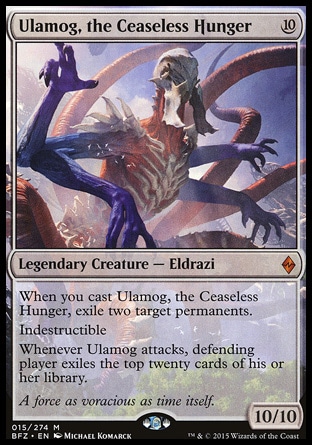 Ulamog, the Ceaseless Hunger 10
Legendary Creature — Eldrazi
When you cast Ulamog, the Ceaseless
Hunger, exile two target permanents.
Indestructible
Whenever Ulamog attacks, defending
player exiles the top twenty cards of his or
her library.
A force as voracious as time itself.
10/10
015/274 M
BFZ • EN Michael Komarck
™ & © 2015 Wizards of the Coast